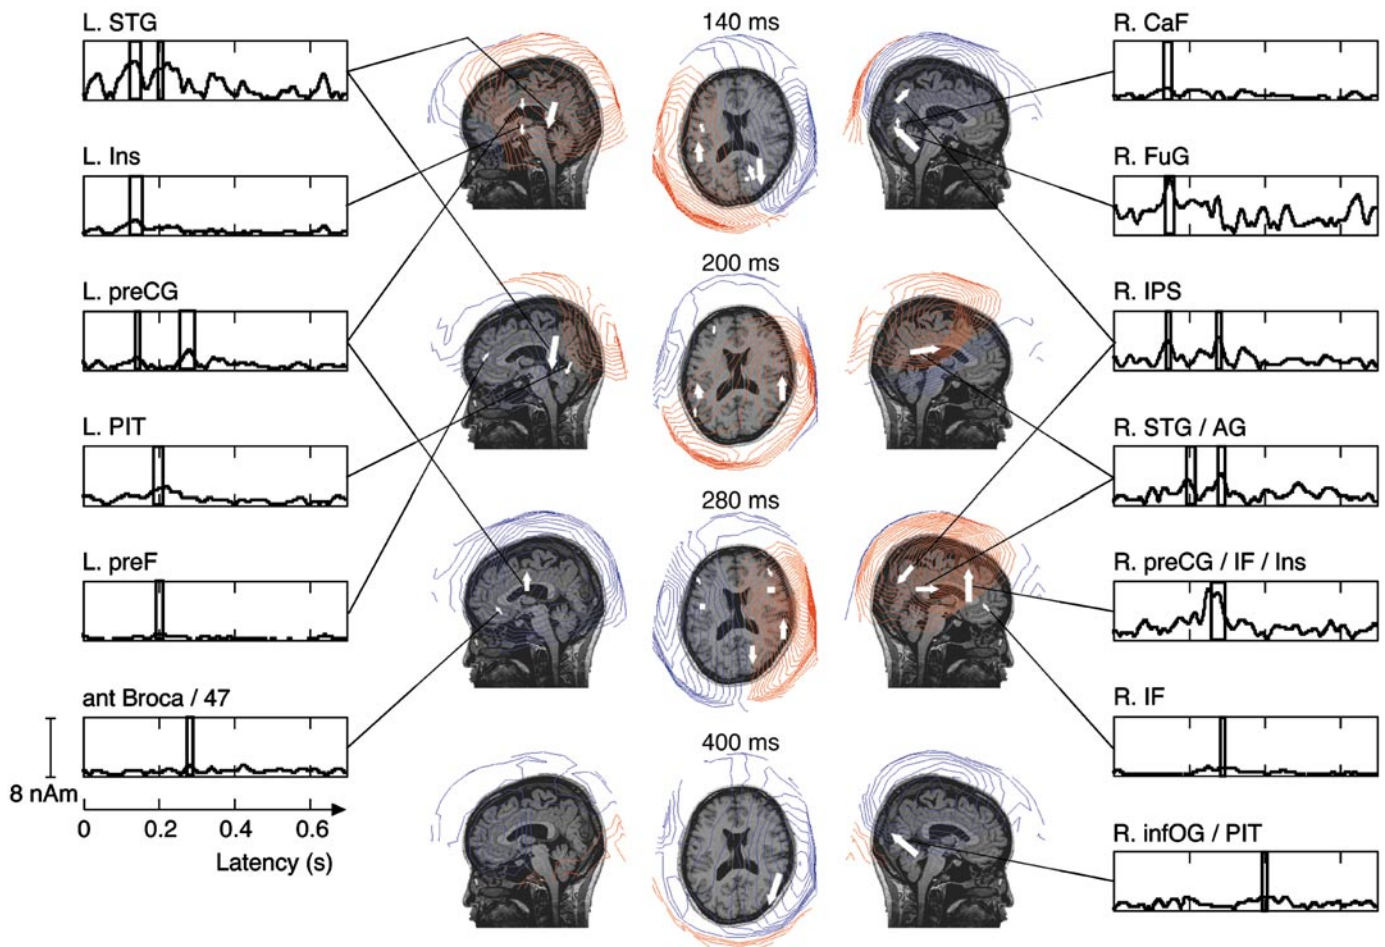 L. STG
140 ms
R. CaF
L. Ins
R. FuG
L. preCG
200 ms
R. IPS
L. PIT
R. STG / AG
L. preF
280 ms
R. preCG / IF / Ins
ant Broca / 47
R. IF
8 nAm
400 ms
0 0.2 0.4 0.6
Latency (s)
R. infOG / PIT